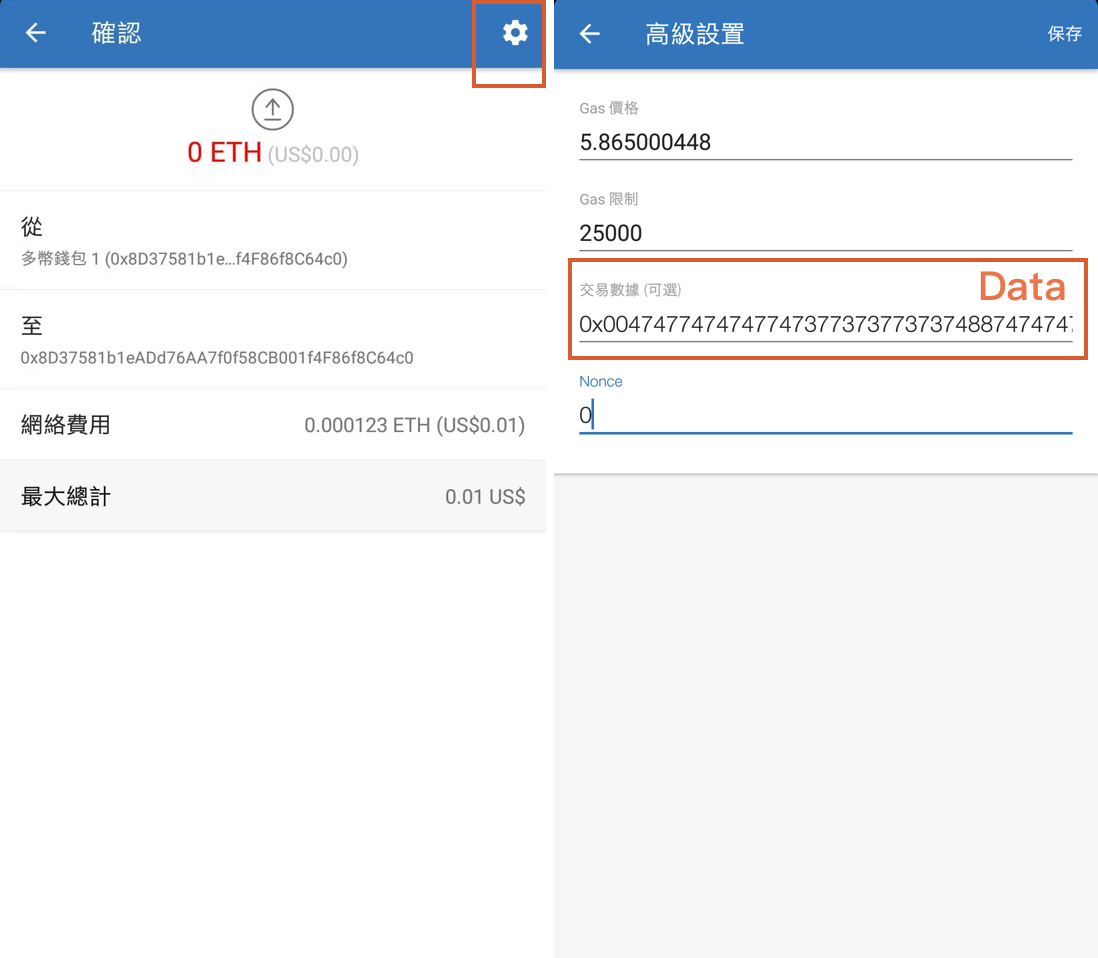 確認
0 ETH (US$0.00)
從
多幣錢包 1 (0x8D37581b1e...f4F86f8C64c0)
至
0x8D37581b1eADd76AA7f0f58CB001f4F86f8C64c0
網絡費用 0.000123 ETH (US$0.01)
最大總計 0.01 US$
高級設置 保存
Gas 價格
5.865000448
Gas 限制
25000
交易數據 (可選) Data
0x0047477474747747377373773737488747474
Nonce
0